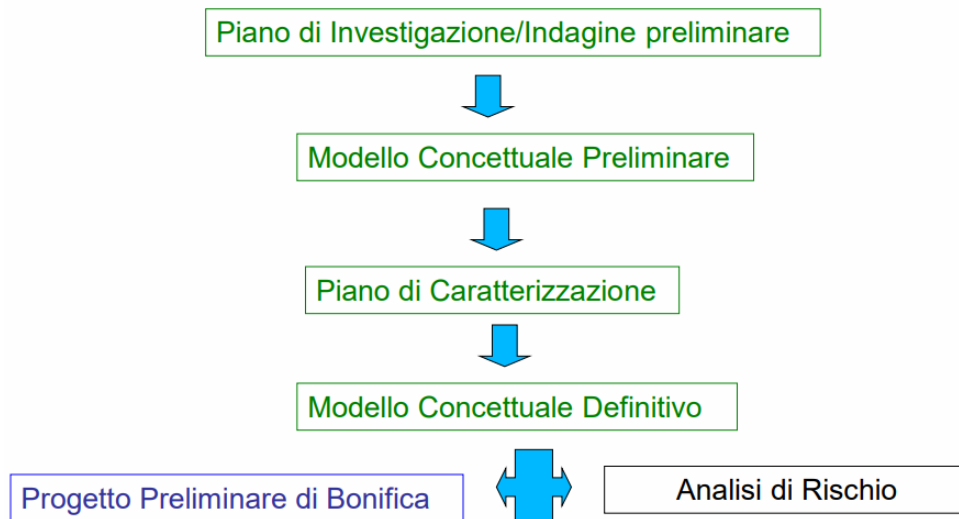 Piano di Investigazione/Indagine preliminare
Modello Concettuale Preliminare
Piano di Caratterizzazione
Modello Concettuale Definitivo
Progetto Preliminare di Bonifica
Analisi di Rischio